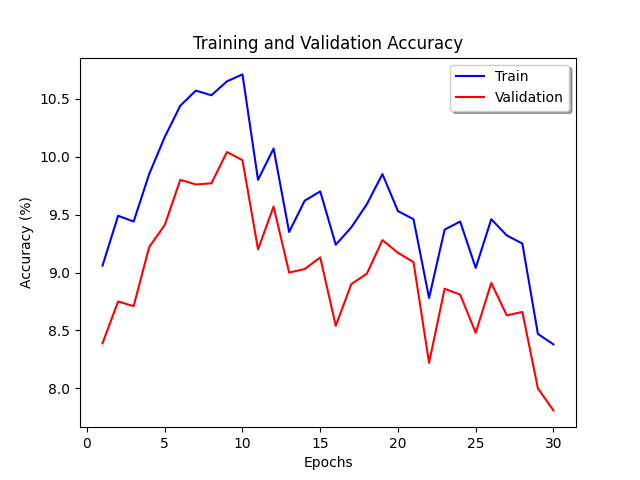 Training and Validation Accuracy
Train
Validation
Accuracy (%)
10.5
10.0
9.5
9.0
8.5
8.0
0 5 10 15 20 25 30
Epochs